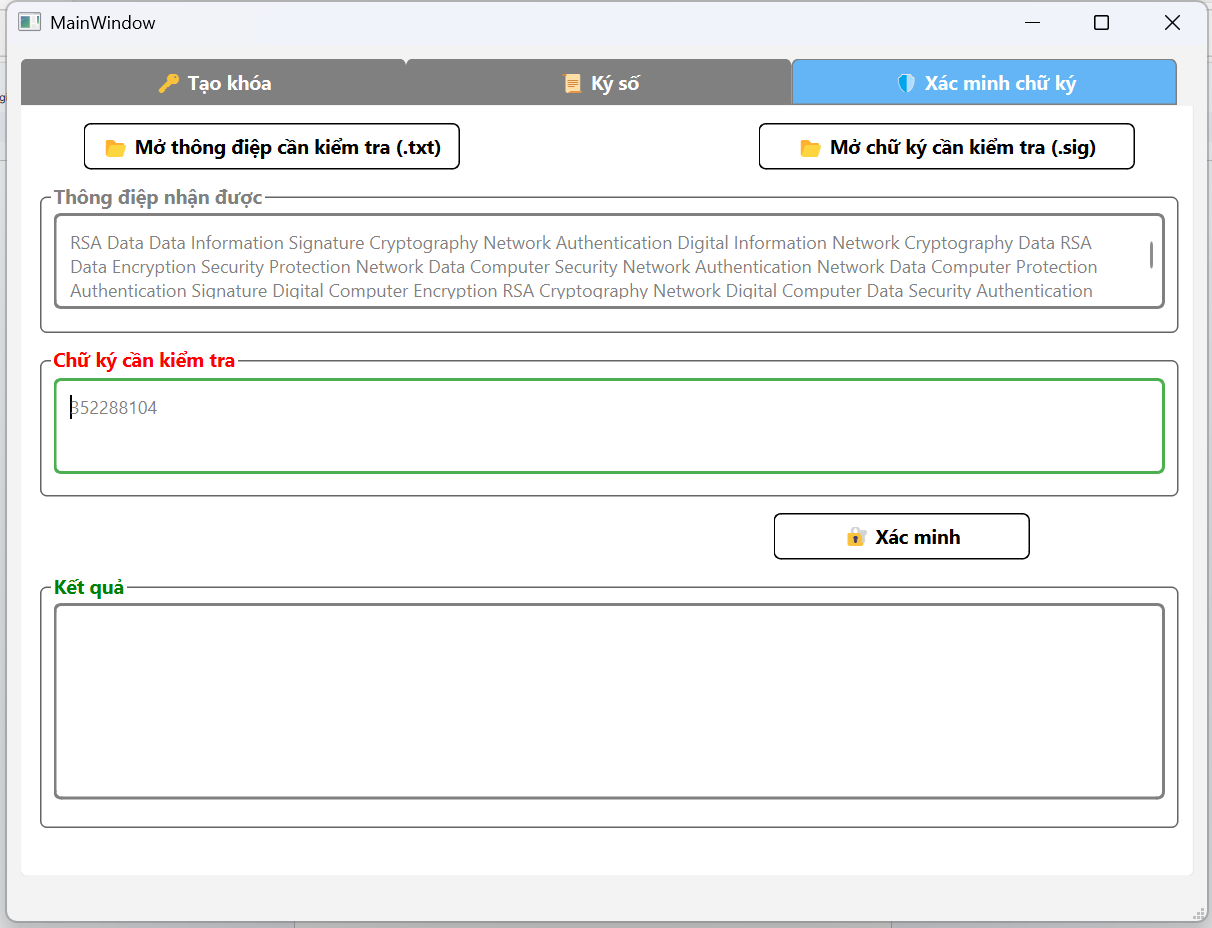 MainWindow
Tạo khóa
Ký số
Xác minh chữ ký
Mở thông điệp cần kiểm tra (.txt)
Mở chữ ký cần kiểm tra (.sig)
Thông điệp nhận được
RSA Data Data Information Signature Cryptography Network Authentication Digital Information Network Cryptography Data RSA
Data Encryption Security Protection Network Data Computer Security Network Authentication Network Data Computer Protection
Authentication Signature Digital Computer Encryption RSA Cryptography Network Digital Computer Data Security Authentication
Chữ ký cần kiểm tra
352288104
Xác minh
Kết quả